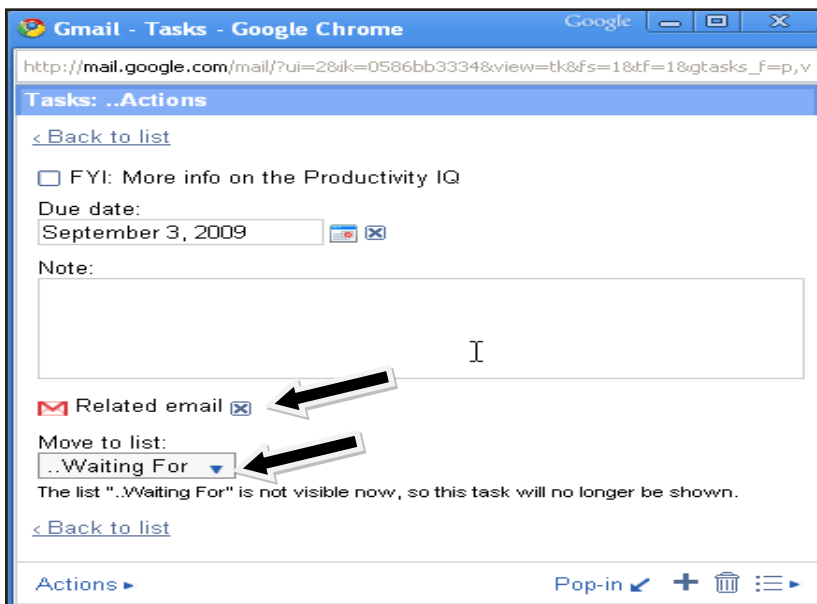 Gmail - Tasks - Google Chrome Google
http://mail.google.com/mail/?ui=2&ik=0586bb3334&view=tk&fs=1&tf=1&gtasks_f=p,v
Tasks: ..Actions
< Back to list
FYI: More info on the Productivity IQ
Due date:
September 3, 2009
Note:
Related email
Move to list:
..Waiting For
The list "..Waiting For" is not visible now, so this task will no longer be shown.
< Back to list
Actions Pop-in